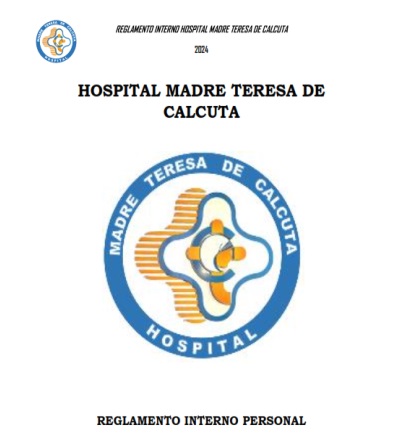 REGLAMENTO INTERNO HOSPITAL MADRE TERESA DE CALCUTA
2024
HOSPITAL MADRE TERESA DE
CALCUTA
MADRE TERESA DE CALCUTA
HOSPITAL
REGLAMENTO INTERNO PERSONAL